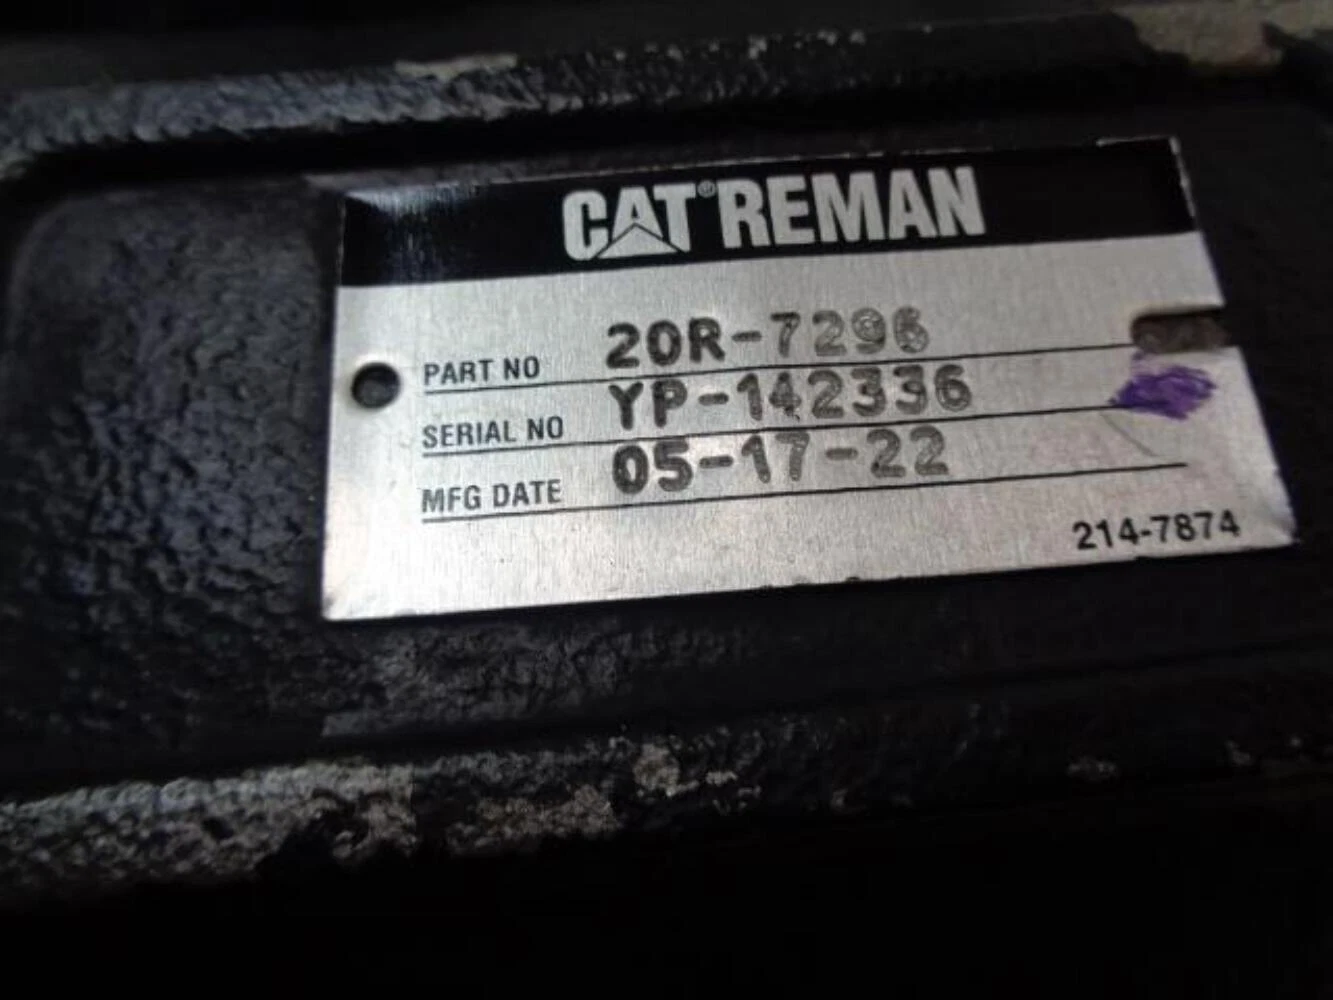 CAT® REMAN
PART NO 20R-7296
SERIAL NO YP-142336
MFG DATE 05-17-22
214-7874